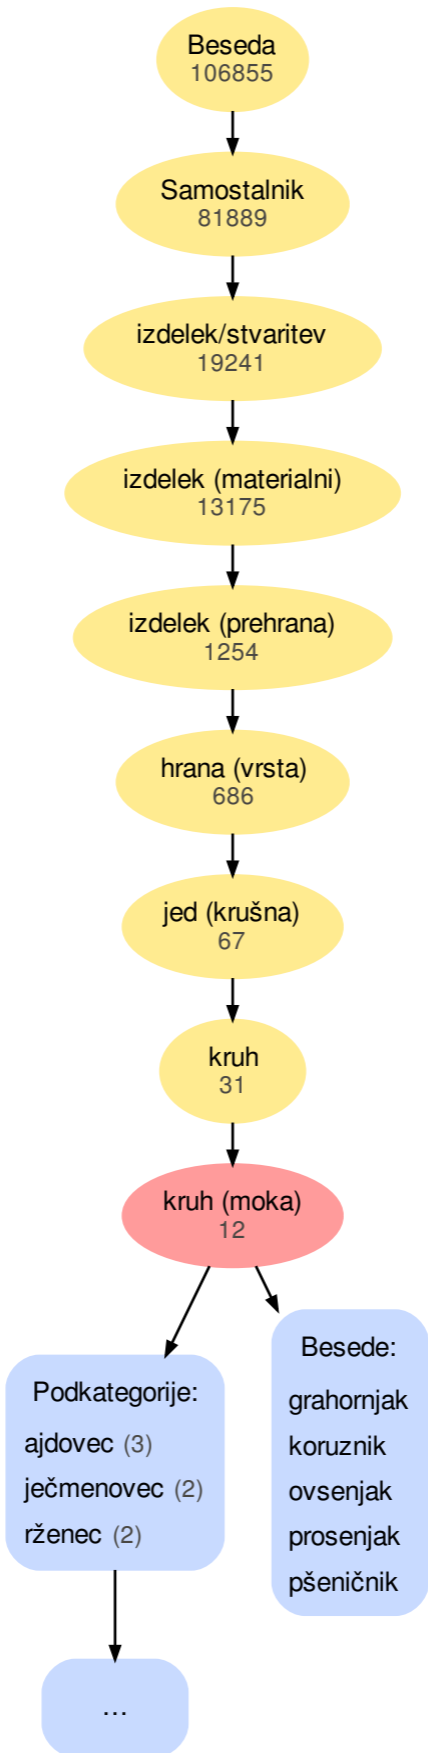 Beseda
106855
Samostalnik
81889
izdelek/stvaritev
19241
izdelek (materialni)
13175
izdelek (prehrana)
1254
hrana (vrsta)
686
jed (krušna)
67
kruh
31
kruh (moka)
12
Podkategorije:
ajdovec (3)
ječmenovec (2)
rženec (2)
...
Besede:
grahornjak
koruznik
ovsenjak
prosenjak
pšeničnik